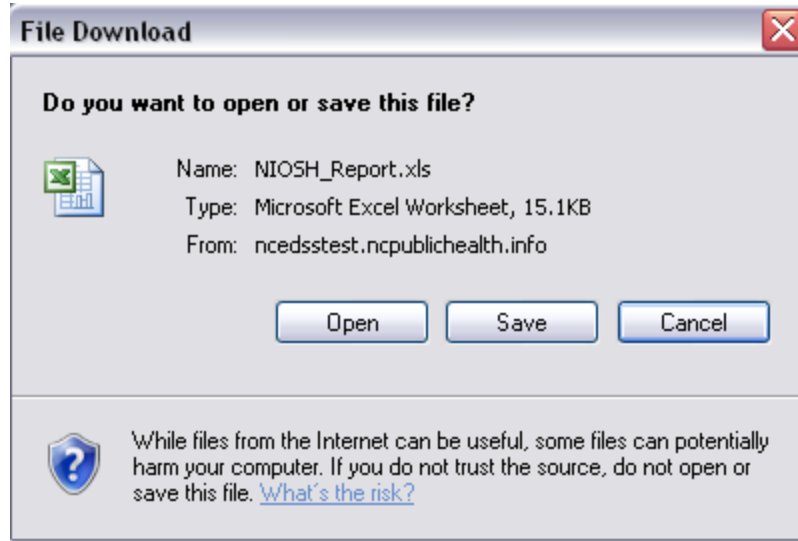 File Download
Do you want to open or save this file?
Name: NIOSH_Report.xls
Type: Microsoft Excel Worksheet, 15.1KB
From: ncedsstest.ncpublichealth.info
Open Save Cancel
While files from the Internet can be useful, some files can potentially
harm your computer. If you do not trust the source, do not open or
save this file. What's the risk?